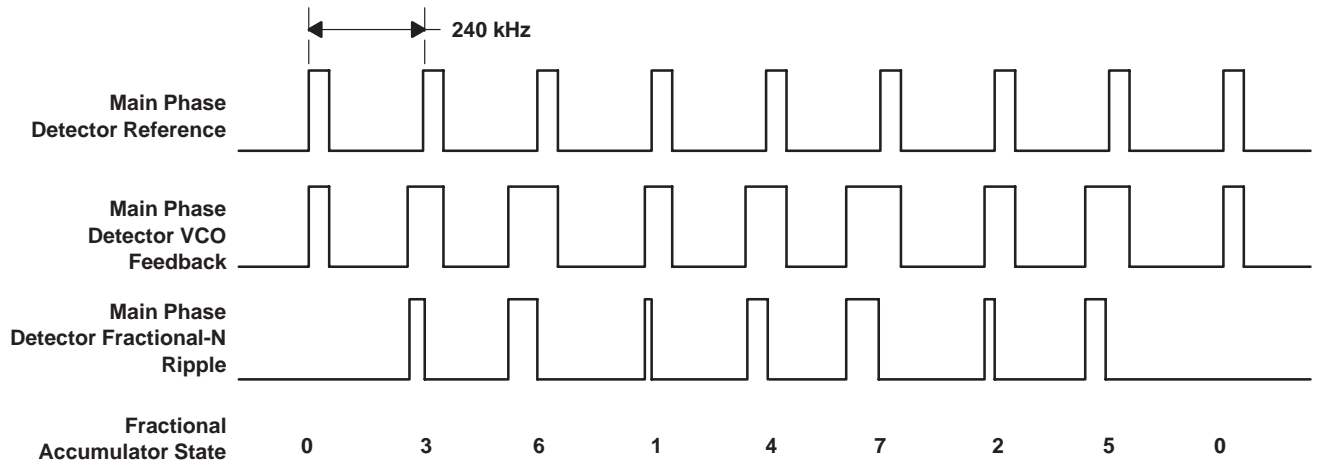 240 kHz
Main Phase
Detector Reference
Main Phase
Detector VCO
Feedback
Main Phase
Detector Fractional-N
Ripple
Fractional
Accumulator State
0 3 6 1 4 7 2 5 0